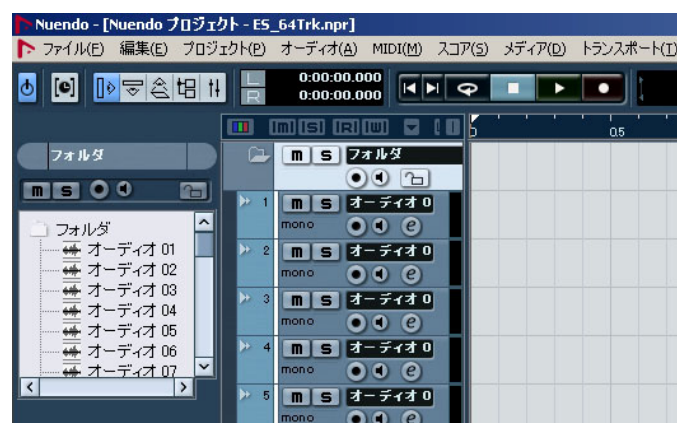 Nuendo - [Nuendo プロジェクト - ES_64Trk.npr]
ファイル(F) 編集(E) プロジェクト(P) オーディオ(A) MIDI(M) スコア(S) メディア(D) トランスポート(T)
L 0:00:00.000
R 0:00:00.000
m S R W
0.5
フォルダ
m S フォルダ
m S
1 m S オーディオ 0
mono e
2 m S オーディオ 0
mono e
3 m S オーディオ 0
mono e
4 m S オーディオ 0
mono e
5 m S オーディオ 0
mono e
フォルダ
オーディオ 01
オーディオ 02
オーディオ 03
オーディオ 04
オーディオ 05
オーディオ 06
オーディオ 07